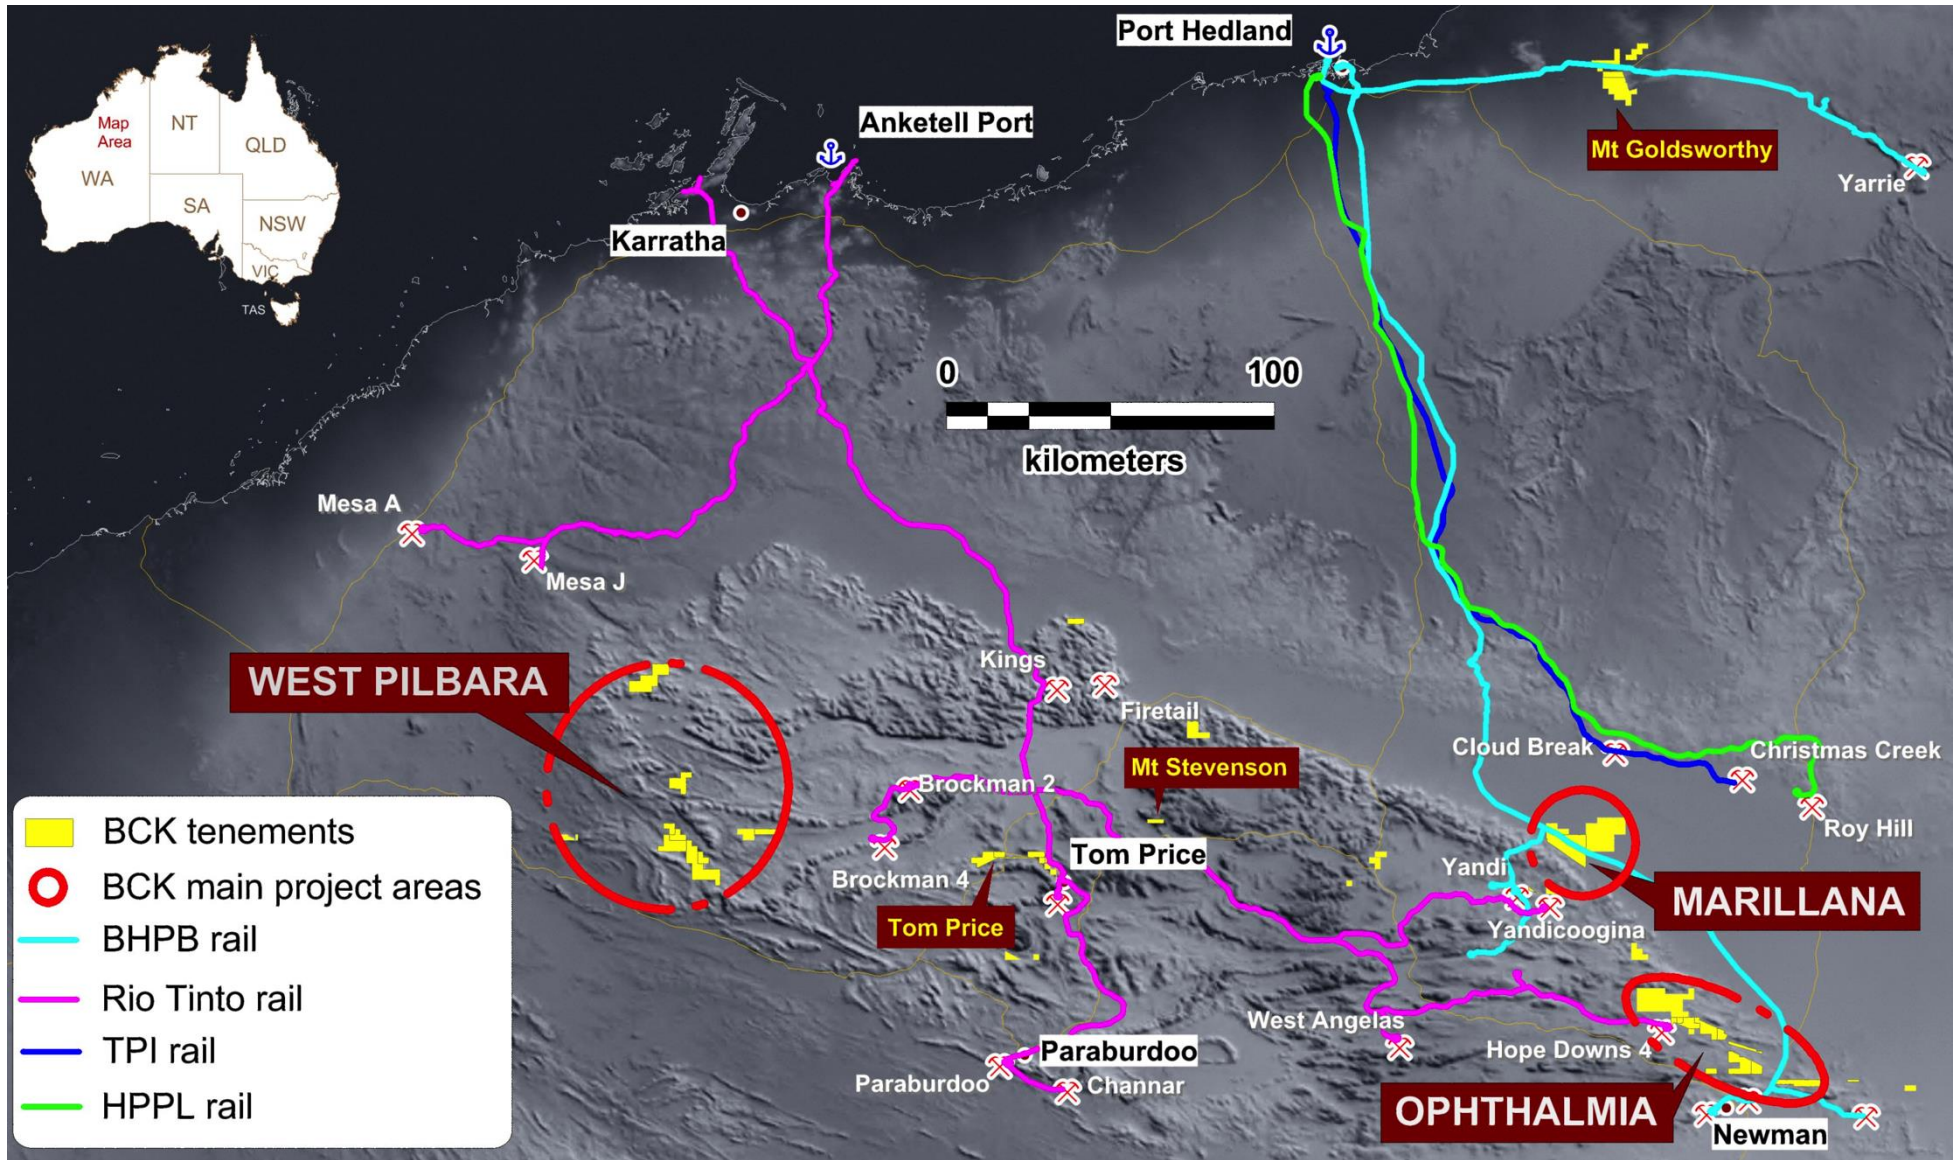 Port Hedland
Anketell Port
Map
Area
NT
QLD
WA
SA
NSW
VIC
TAS
Mt Goldsworthy
Yarrie
Karratha
0
100
kilometers
Mesa A
Mesa J
WEST PILBARA
Kings
Firetail
Cloud Break
Christmas Creek
Mt Stevenson
Brockman 2
Roy Hill
Tom Price
Yandi
Brockman 4
MARILLANA
Tom Price
Yandicoogina
West Angelas
Hope Downs 4
Paraburdoo
Paraburdoo
Channar
OPHTHALMIA
Newman
BCK tenements
BCK main project areas
BHPB rail
Rio Tinto rail
TPI rail
HPPL rail